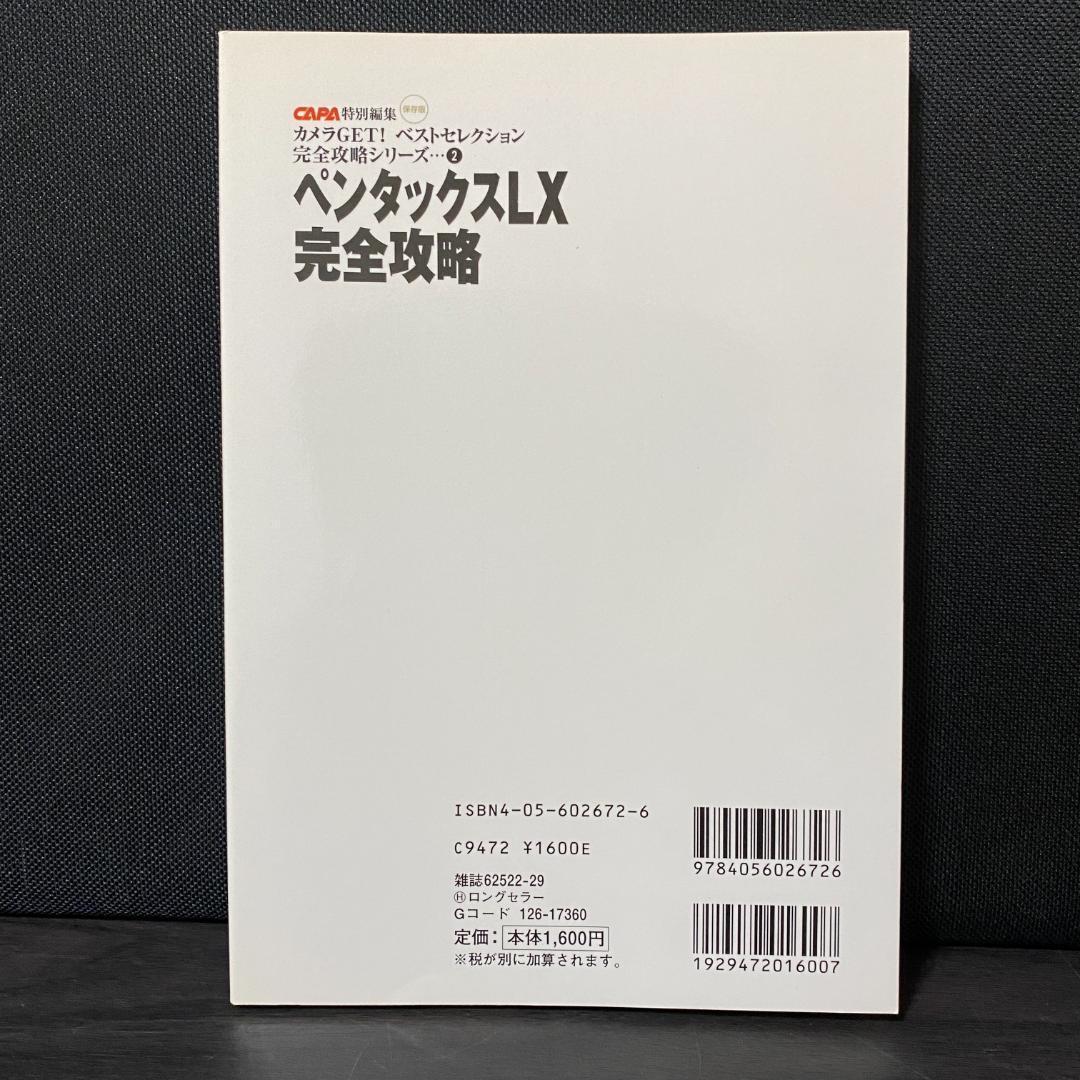 CAPA特別編集 保存版
カメラGET! ベストセレクション
完全攻略シリーズ…❷
ペンタックスLX
完全攻略
ISBN4-05-602672-6
C9472 ¥1600E
雑誌62522-29
Ⓗロングセラー
Gコード 126-17360
定価：本体1,600円
※税が別に加算されます。
9784056026726
1929472016007